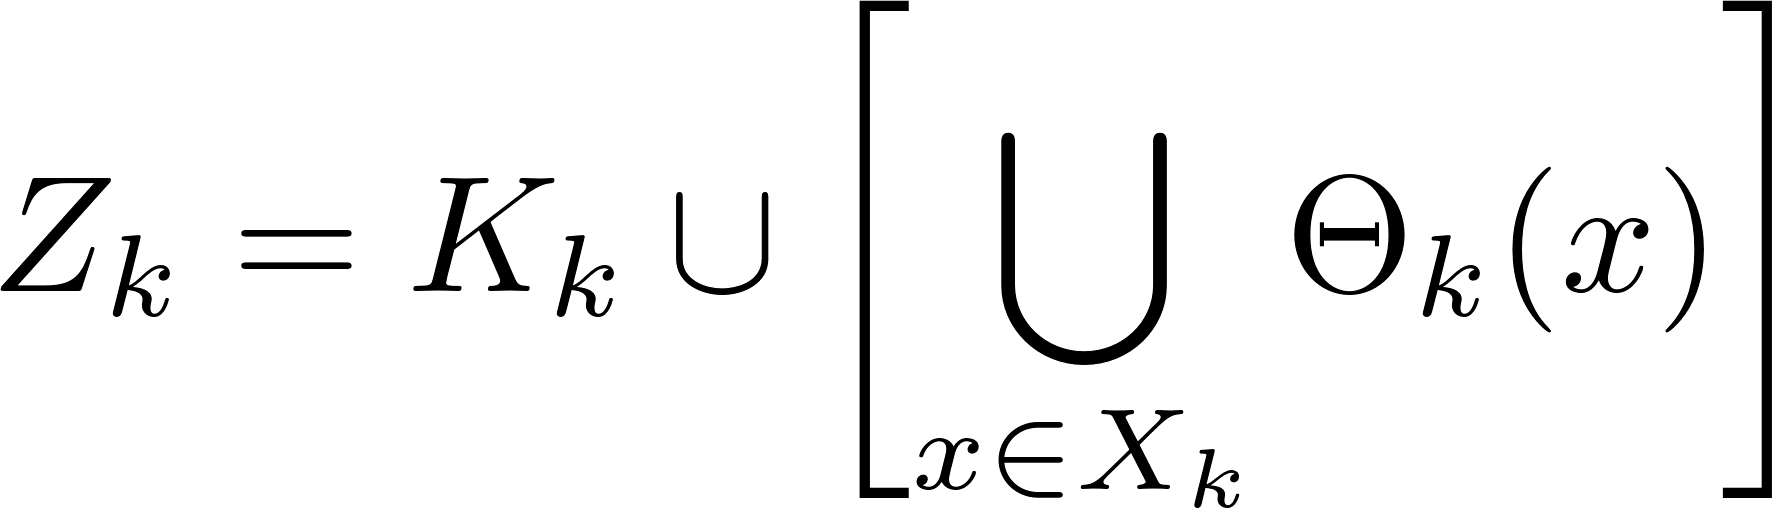 Z_k = K_k ∪ [ ⋃_{x∈X_k} Θ_k(x) ]